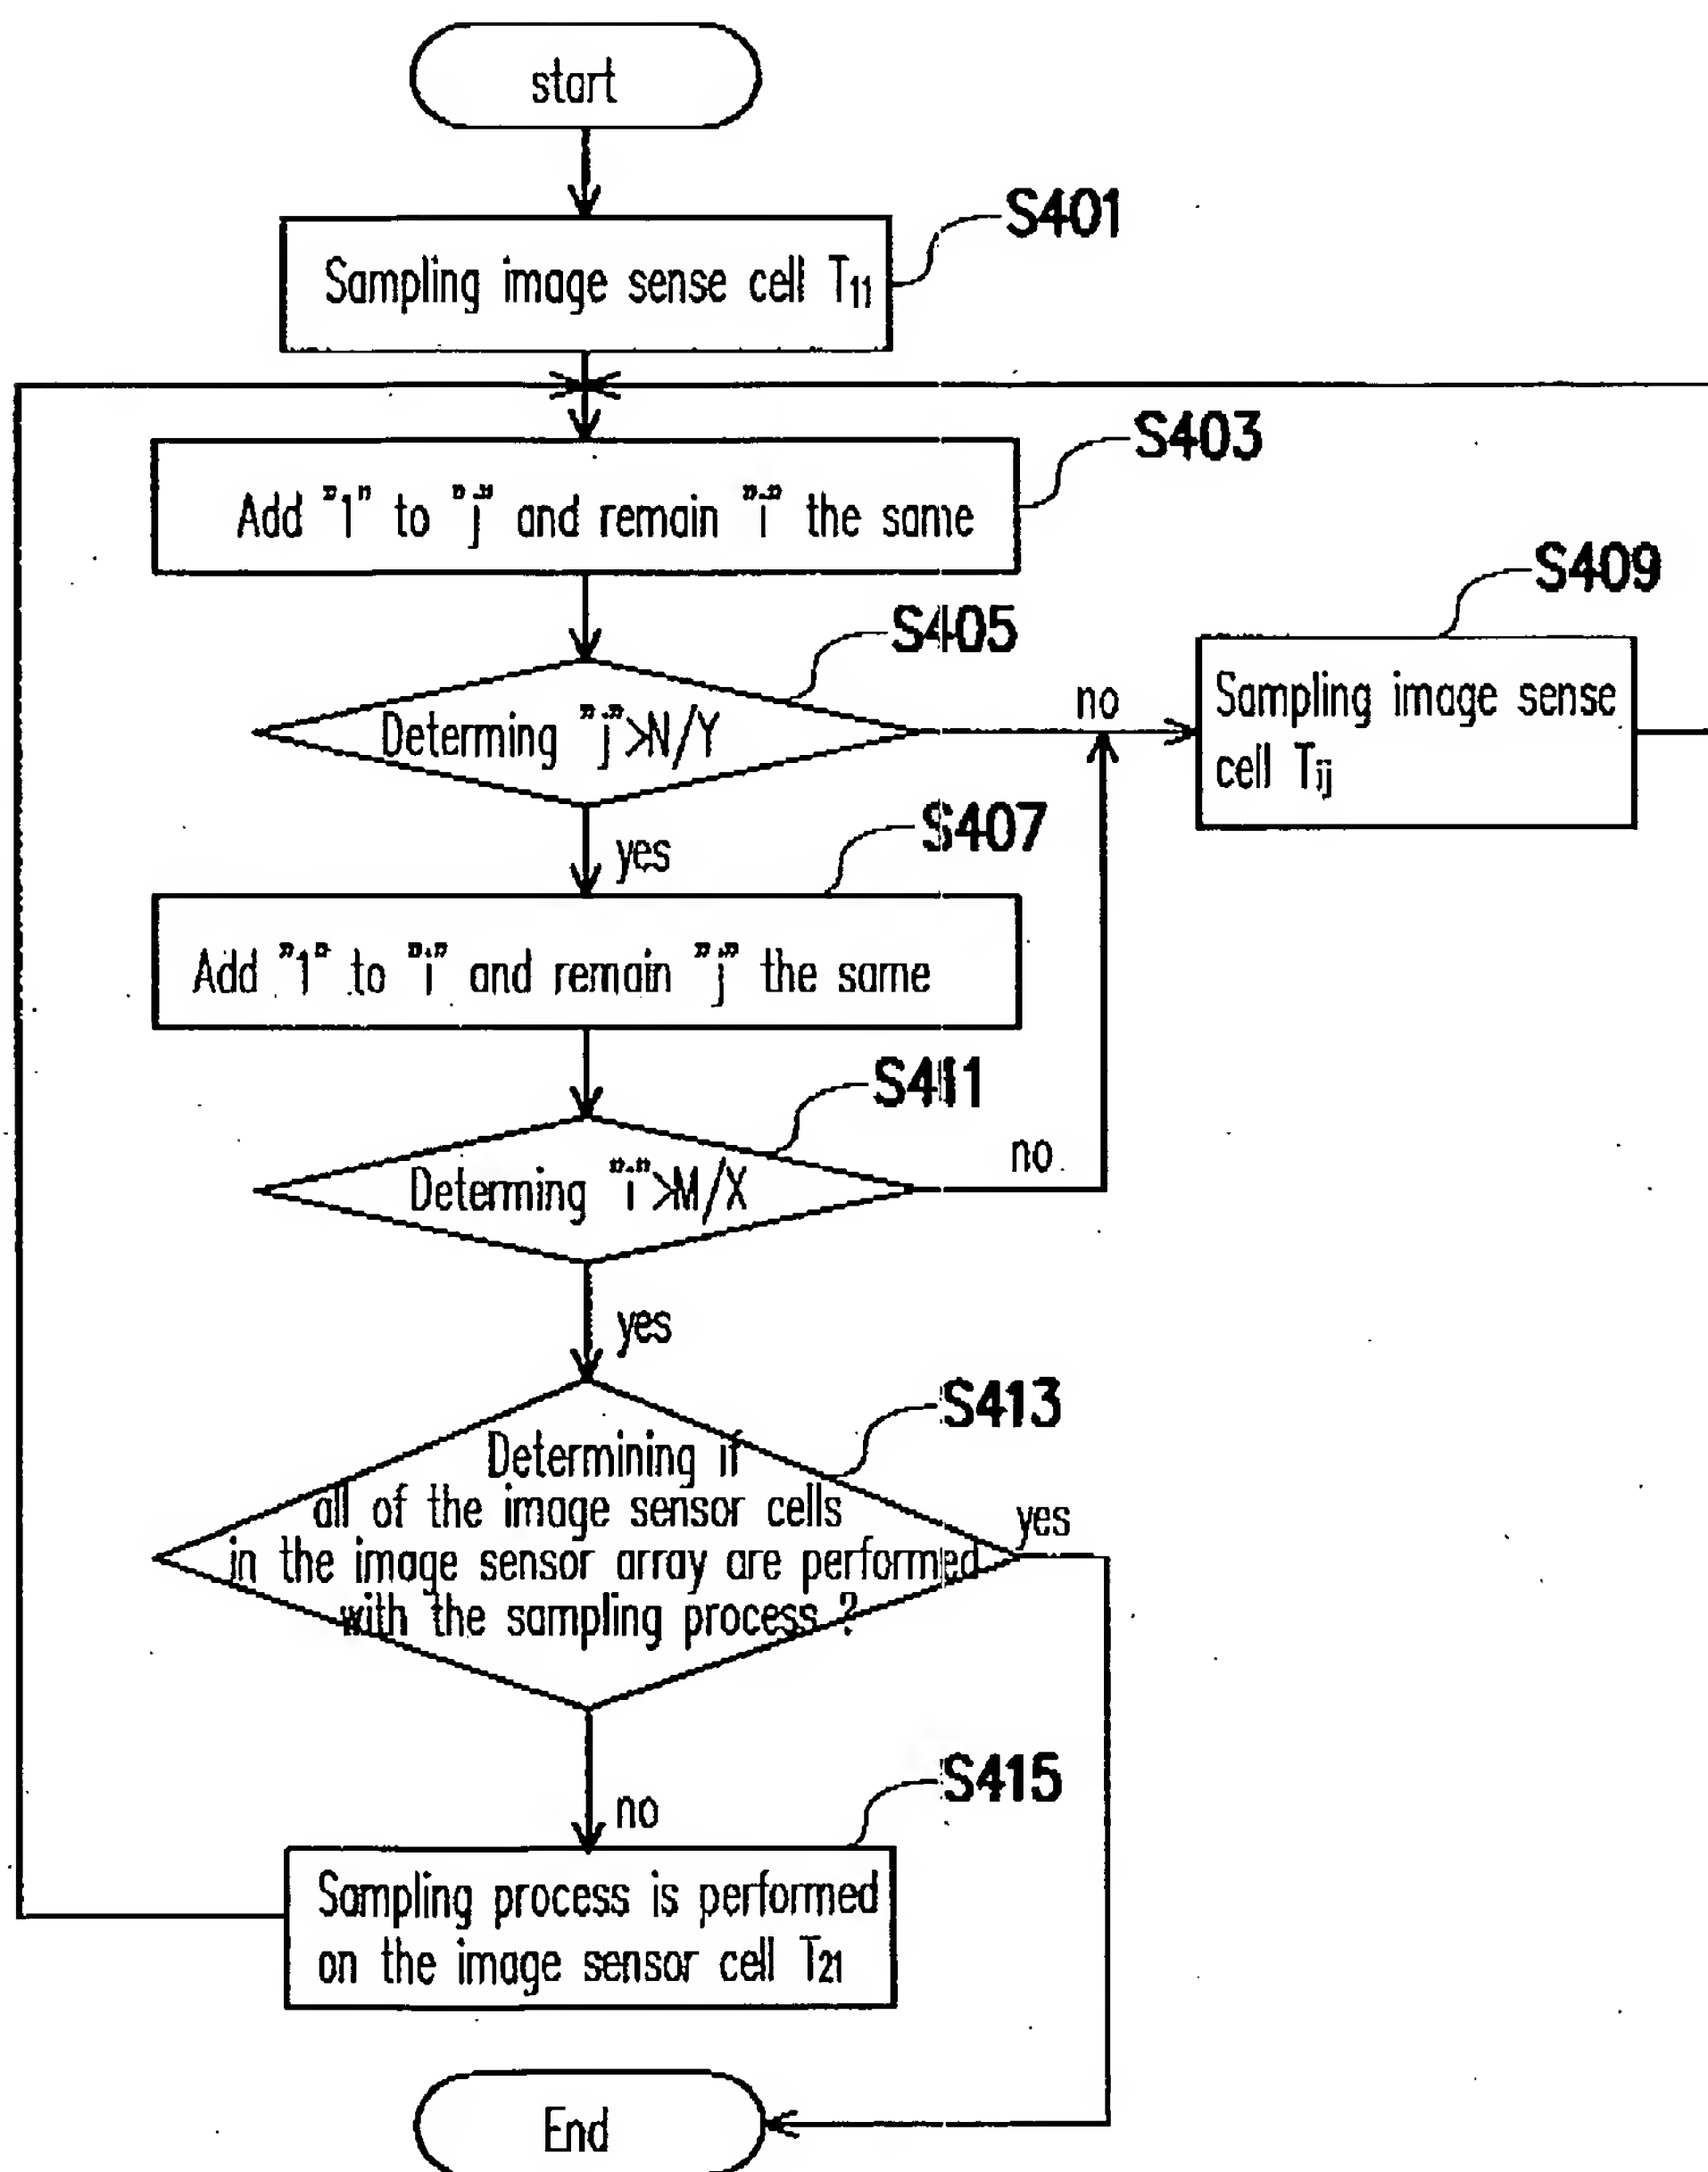 start
S401
Sampling image sense cell T11
S403
Add "1" to "j" and remain "i" the same
S405
Determing "j">N/Y
no
S409
Sampling image sense
cell Tij
yes
S407
Add "1" to "i" and remain "j" the same
S411
Determing "i">M/X
no
yes
S413
Determining if
all of the image sensor cells
in the image sensor array are performed
with the sampling process ?
yes
no
S415
Sampling process is performed
on the image sensor cell T21
End